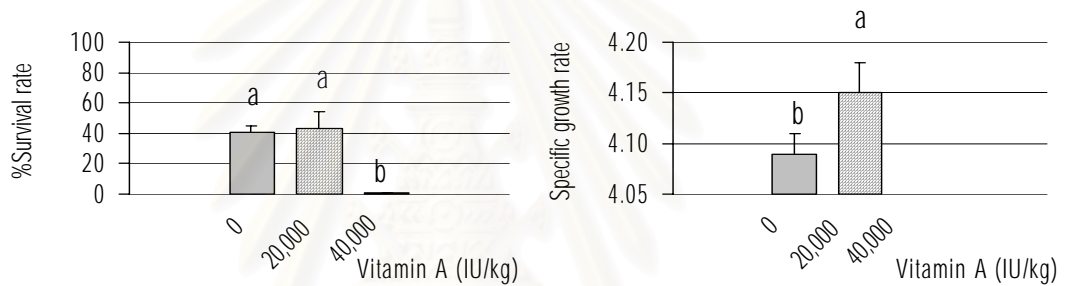 %Survival rate
100
80
60
40
20
0
a
a
b
0
20,000
40,000
Vitamin A (IU/kg)
Specific growth rate
4.20
4.15
4.10
4.05
b
a
0
20,000
40,000
Vitamin A (IU/kg)